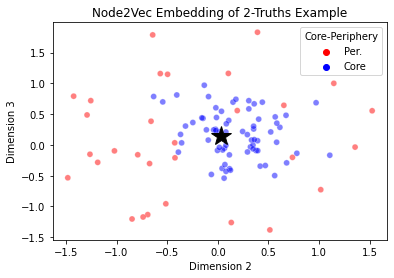 Node2Vec Embedding of 2-Truths Example
Core-Periphery
Per.
Core
Dimension 3
1.5
1.0
0.5
0.0
−0.5
−1.0
−1.5
−1.5 −1.0 −0.5 0.0 0.5 1.0 1.5
Dimension 2